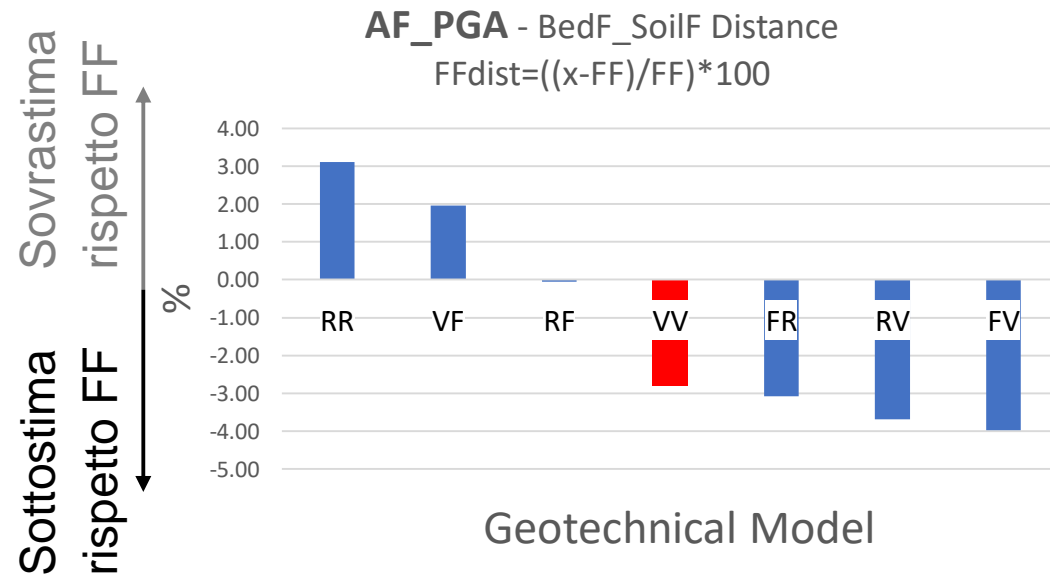 AF_PGA - BedF_SoilF Distance
FFdist=((x-FF)/FF)*100
Sovrastima
rispetto FF
Sottostima
rispetto FF
%
4.00
3.00
2.00
1.00
0.00
-1.00
-2.00
-3.00
-4.00
-5.00
RR VF RF VV FR RV FV
Geotechnical Model